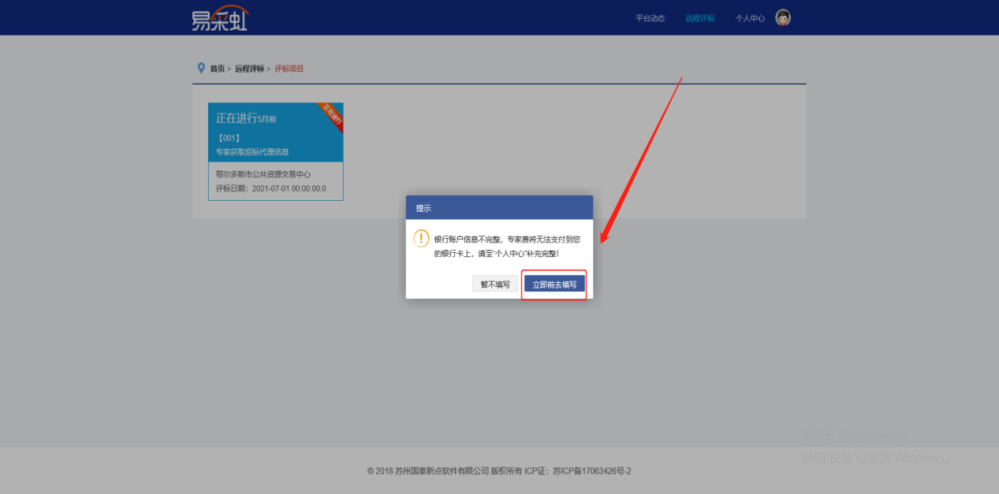 易采虹
平台动态 远程评标 个人中心
首页 > 远程评标 > 评标项目
正在进行5月前
正在进行
【001】
专家获取招标代理信息
鄂尔多斯市公共资源交易中心
评标日期：2021-07-01 00:00:00.0
提示
银行账户信息不完整，专家费将无法支付到您
的银行卡上，请至"个人中心"补充完整！
暂不填写 立即前去填写
激活 Windows
转到"设置"以激活 Windows。
© 2018 苏州国泰新点软件有限公司 版权所有 ICP证：苏ICP备17063426号-2